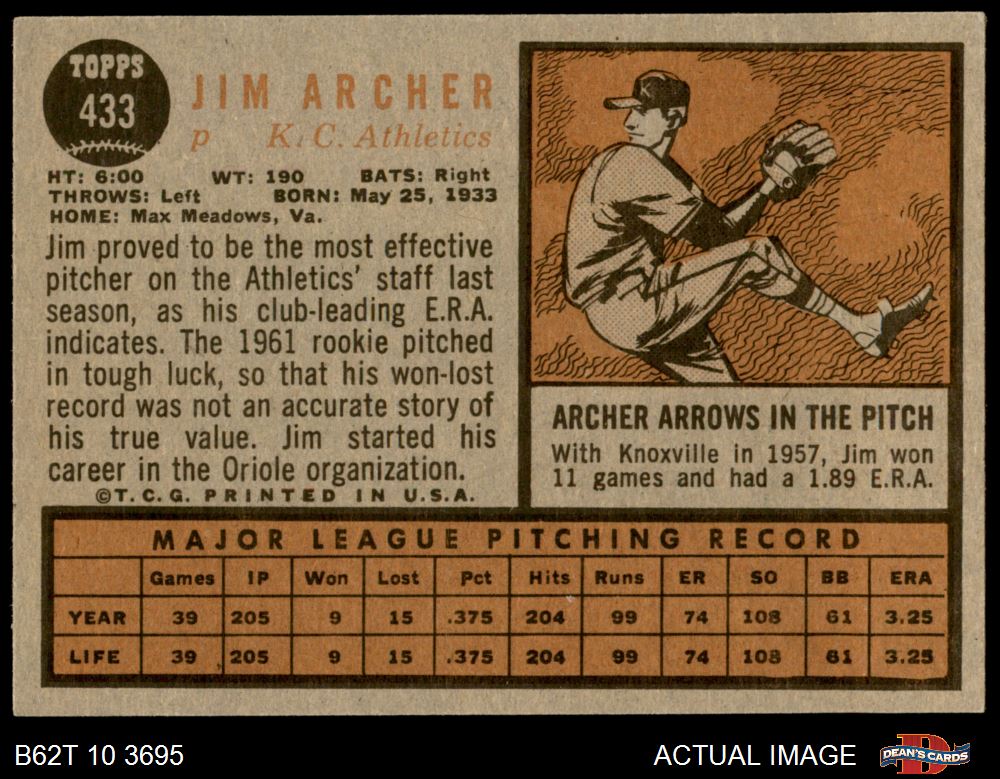 TOPPS
433
JIM ARCHER
p K.C. Athletics
HT: 6:00 WT: 190 BATS: Right
THROWS: Left BORN: May 25, 1933
HOME: Max Meadows, Va.
Jim proved to be the most effective
pitcher on the Athletics' staff last
season, as his club-leading E.R.A.
indicates. The 1961 rookie pitched
in tough luck, so that his won-lost
record was not an accurate story of
his true value. Jim started his
career in the Oriole organization.
©T.C.G. PRINTED IN U.S.A.
K
ARCHER ARROWS IN THE PITCH
With Knoxville in 1957, Jim won
11 games and had a 1.89 E.R.A.
MAJOR LEAGUE PITCHING RECORD
Games IP Won Lost Pct Hits Runs ER SO BB ERA
YEAR 39 205 9 15 .375 204 99 74 108 61 3.25
LIFE 39 205 9 15 .375 204 99 74 108 61 3.25
B62T 10 3695 ACTUAL IMAGE
D
DEAN'S CARDS